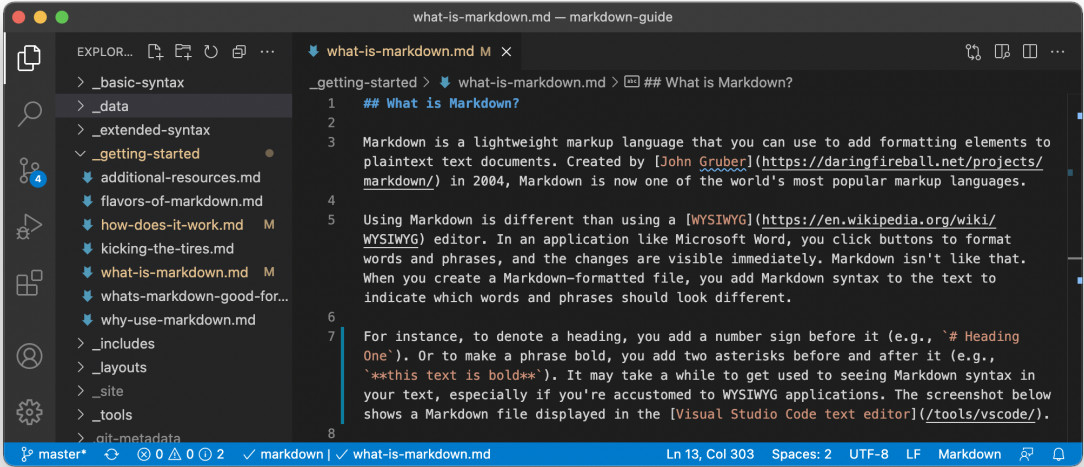 what-is-markdown.md — markdown-guide
EXPLOR...
what-is-markdown.md M
_getting-started > what-is-markdown.md > ## What is Markdown?
_basic-syntax
_data
_extended-syntax
_getting-started
additional-resources.md
flavors-of-markdown.md
how-does-it-work.md M
kicking-the-tires.md
what-is-markdown.md M
whats-markdown-good-for...
why-use-markdown.md
_includes
_layouts
_site
_tools
.git-metadata
4
1 ## What is Markdown?
2
3 Markdown is a lightweight markup language that you can use to add formatting elements to
plaintext text documents. Created by [John Gruber](https://daringfireball.net/projects/
markdown/) in 2004, Markdown is now one of the world's most popular markup languages.
4
5 Using Markdown is different than using a [WYSIWYG](https://en.wikipedia.org/wiki/
WYSIWYG) editor. In an application like Microsoft Word, you click buttons to format
words and phrases, and the changes are visible immediately. Markdown isn't like that.
When you create a Markdown-formatted file, you add Markdown syntax to the text to
indicate which words and phrases should look different.
6
7 For instance, to denote a heading, you add a number sign before it (e.g., `# Heading
One`). Or to make a phrase bold, you add two asterisks before and after it (e.g.,
`**this text is bold**`). It may take a while to get used to seeing Markdown syntax in
your text, especially if you're accustomed to WYSIWYG applications. The screenshot below
shows a Markdown file displayed in the [Visual Studio Code text editor](/tools/vscode/).
8
master* 0 0 2 markdown | what-is-markdown.md Ln 13, Col 303 Spaces: 2 UTF-8 LF Markdown